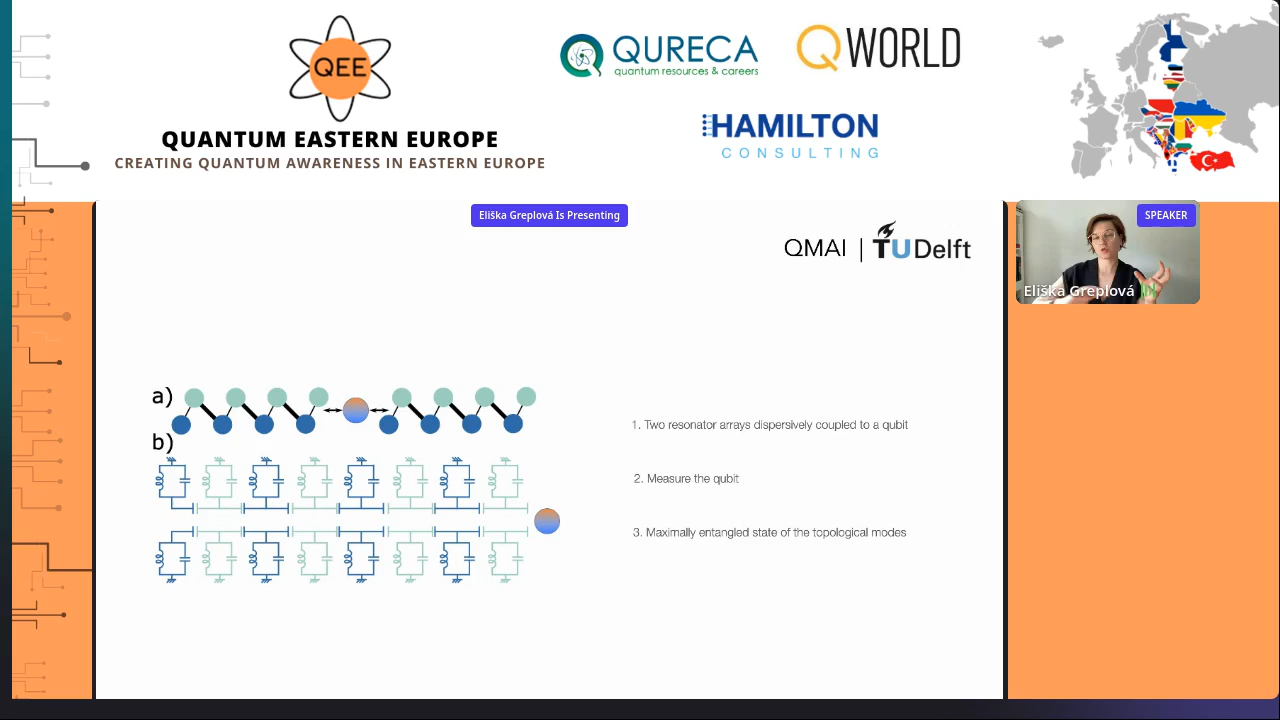 QEE
QUANTUM EASTERN EUROPE
CREATING QUANTUM AWARENESS IN EASTERN EUROPE
QURECA
quantum resources & careers
QWORLD
HAMILTON
CONSULTING
Eliška Greplová Is Presenting
QMAI | TUDelft
SPEAKER
Eliška Greplová
a)
b)
1. Two resonator arrays dispersively coupled to a qubit
2. Measure the qubit
3. Maximally entangled state of the topological modes